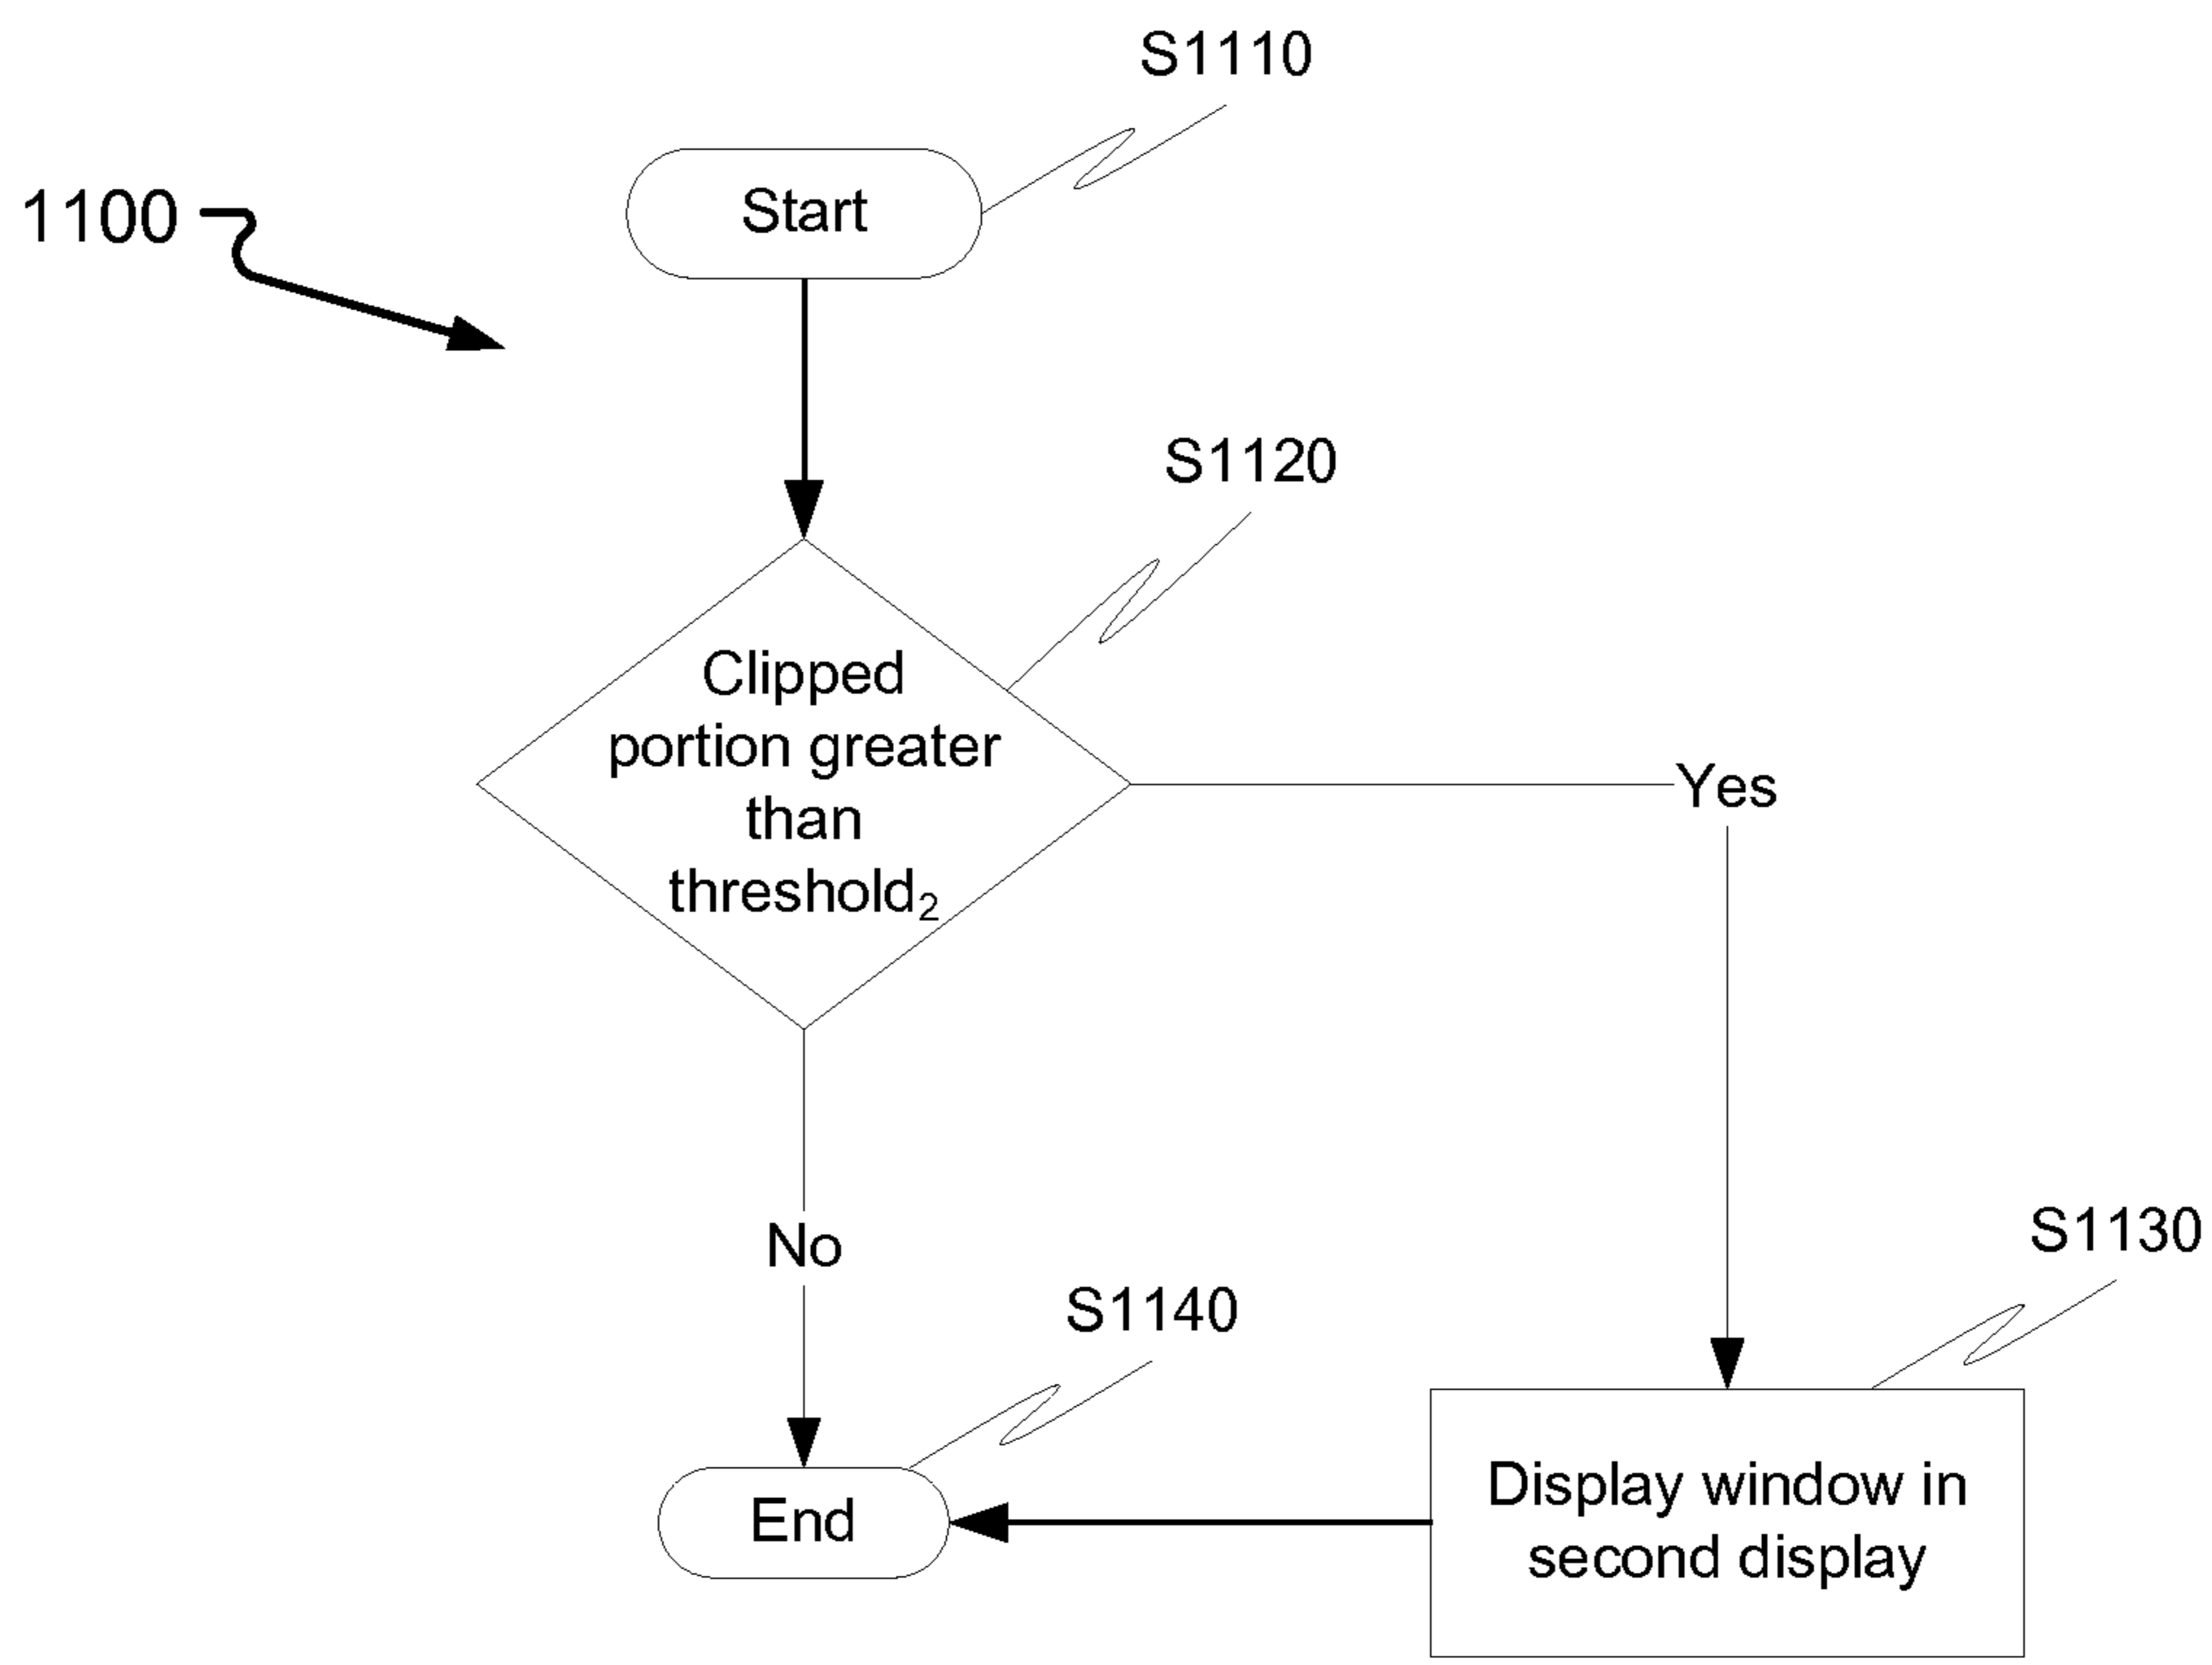 S1110
1100
Start
S1120
Clipped
portion greater
than
threshold₂
Yes
No
S1130
S1140
Display window in
second display
End